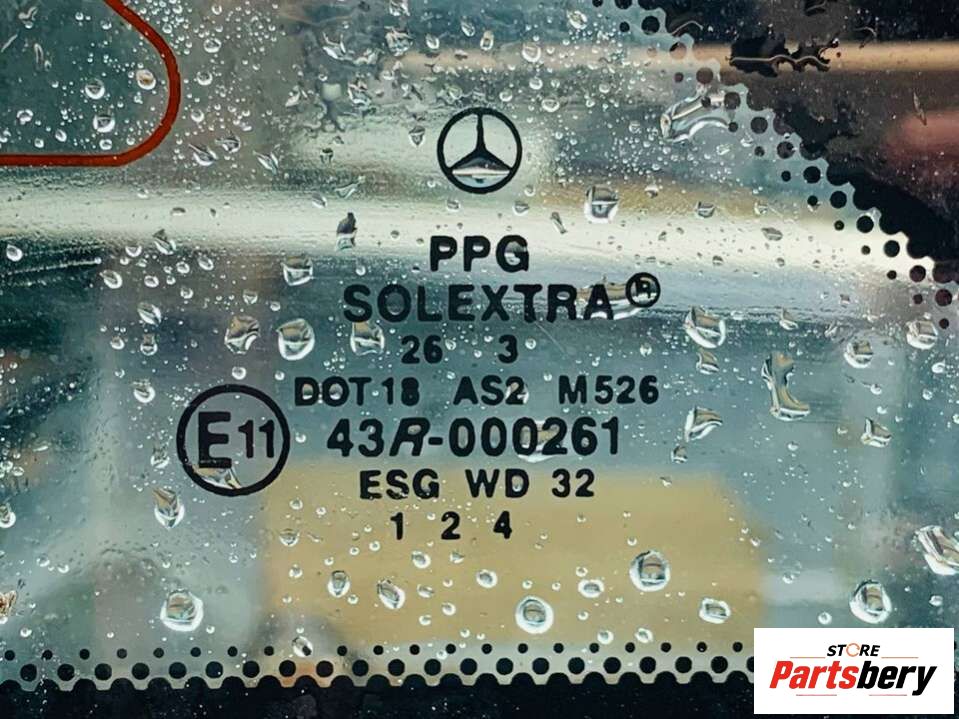 PPG
SOLEXTRA®
26 3
DOT 18 AS2 M526
E11 43R-000261
ESG WD 32
1 2 4
STORE
Partsbery